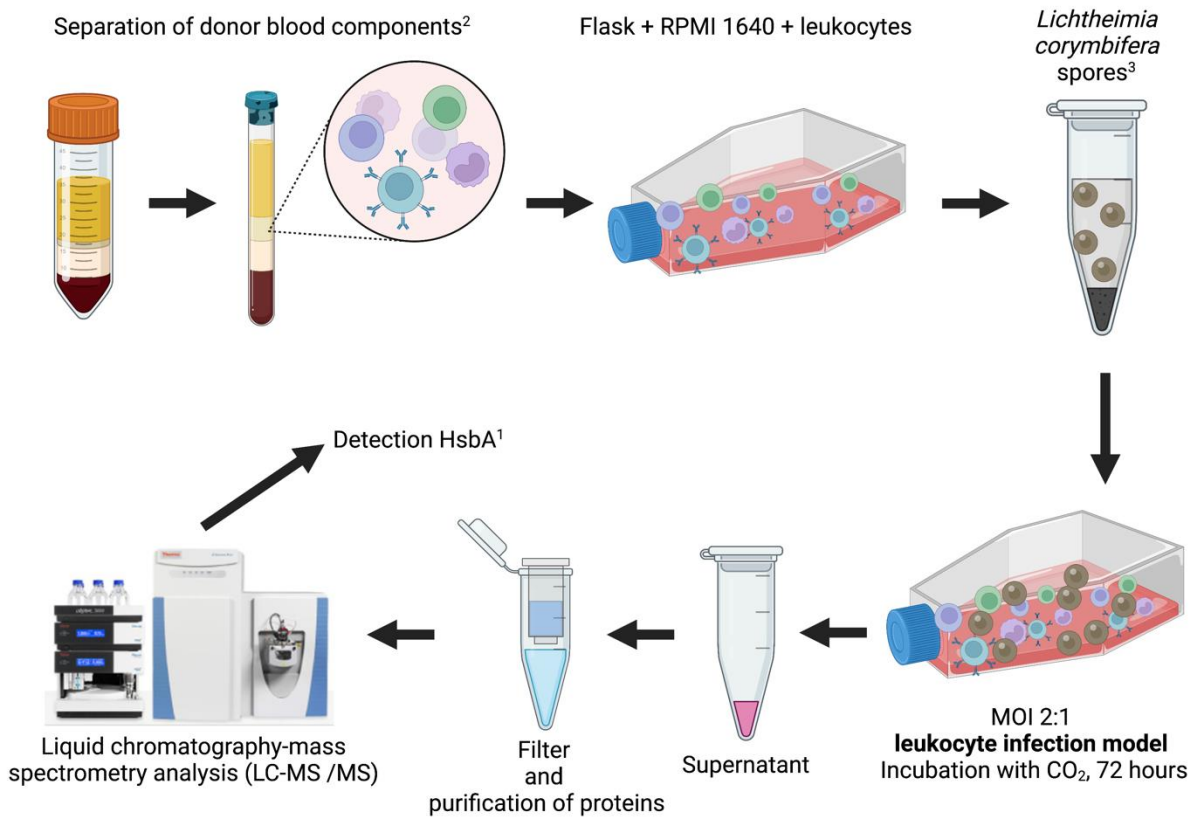 Separation of donor blood components²
Flask + RPMI 1640 + leukocytes
Lichtheimia
corymbifera
spores³
Detection HsbA¹
MOI 2:1
leukocyte infection model
Incubation with CO₂, 72 hours
Supernatant
Filter
and
purification of proteins
Liquid chromatography-mass
spectrometry analysis (LC-MS /MS)